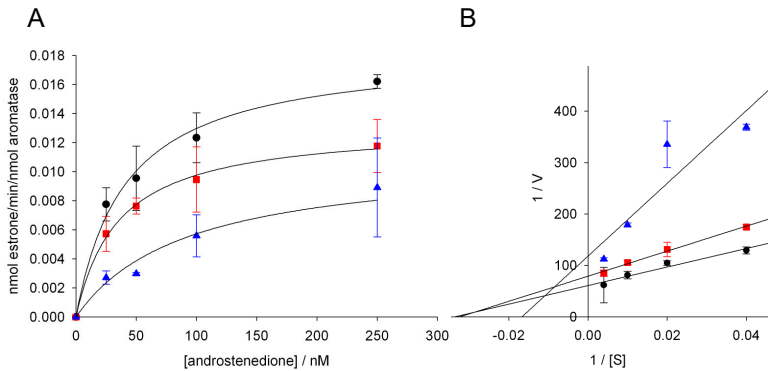 A
nmol estrone/min/nmol aromatase
0.018
0.016
0.014
0.012
0.010
0.008
0.006
0.004
0.002
0.000
0 50 100 150 200 250 300
[androstenedione] / nM
B
1 / V
400
300
200
100
0
-0.02 0.00 0.02 0.04
1 / [S]